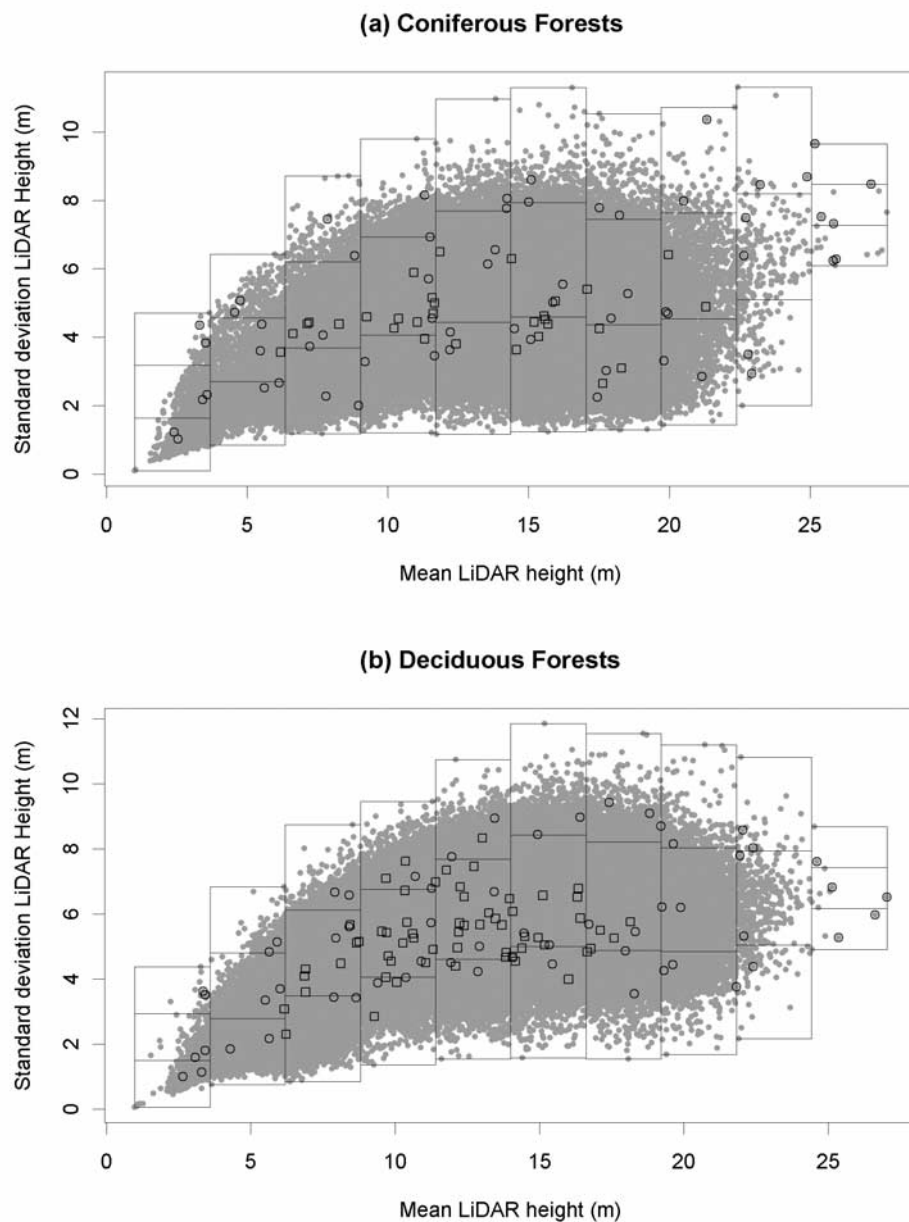 (a) Coniferous Forests
Standard deviation LiDAR Height (m)
10
8
6
4
2
0
0 5 10 15 20 25
Mean LiDAR height (m)
(b) Deciduous Forests
Standard deviation LiDAR Height (m)
12
10
8
6
4
2
0
0 5 10 15 20 25
Mean LiDAR height (m)